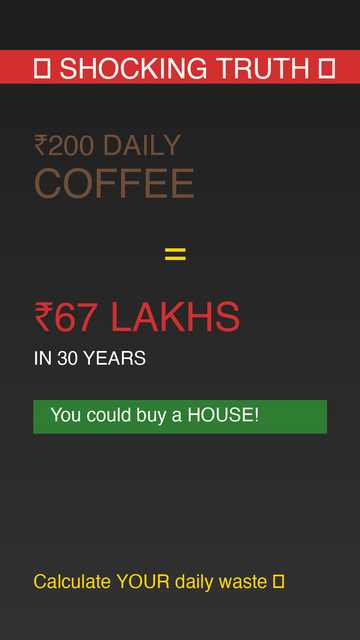 ▯ SHOCKING TRUTH ▯
₹200 DAILY
COFFEE
=
₹67 LAKHS
IN 30 YEARS
You could buy a HOUSE!
Calculate YOUR daily waste ▯